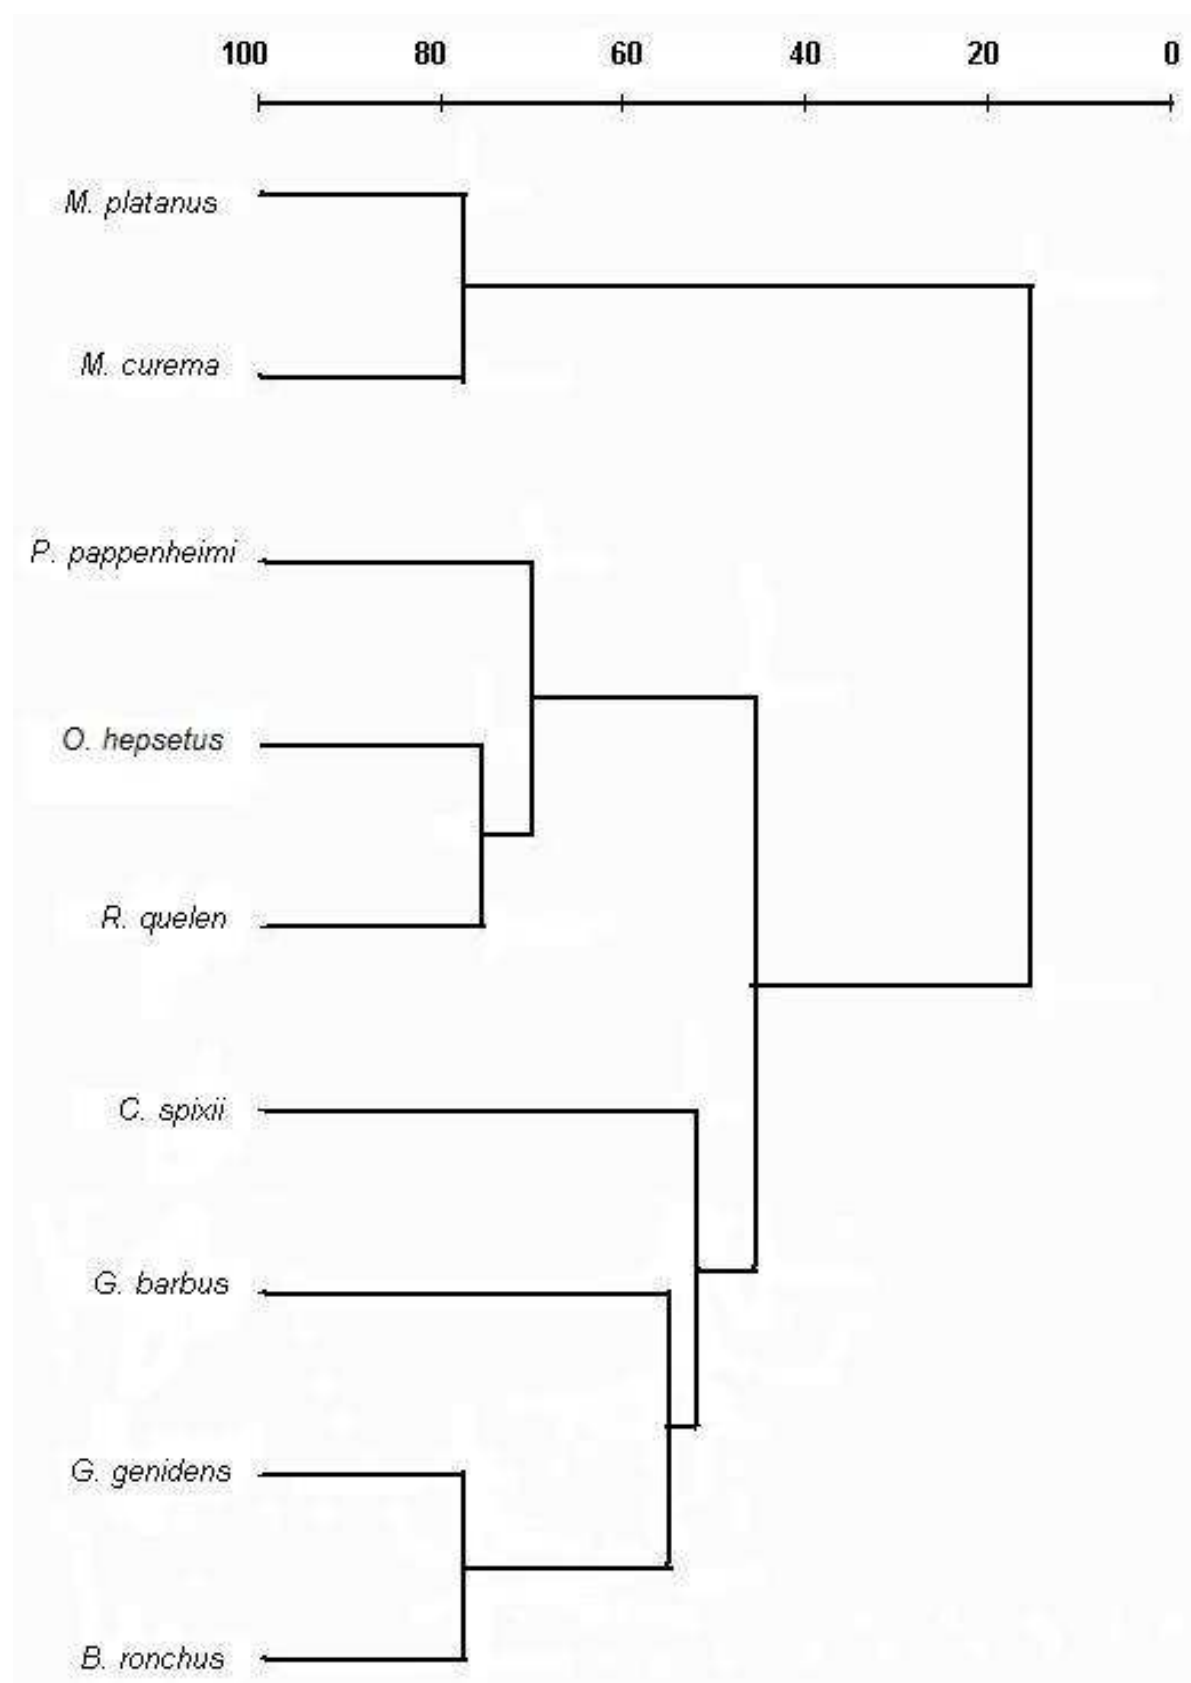 100 80 60 40 20 0
M. platanus
M. curema
P. pappenheimi
O. hepsetus
R. quelen
C. spixii
G. barbus
G. genidens
B. ronchus